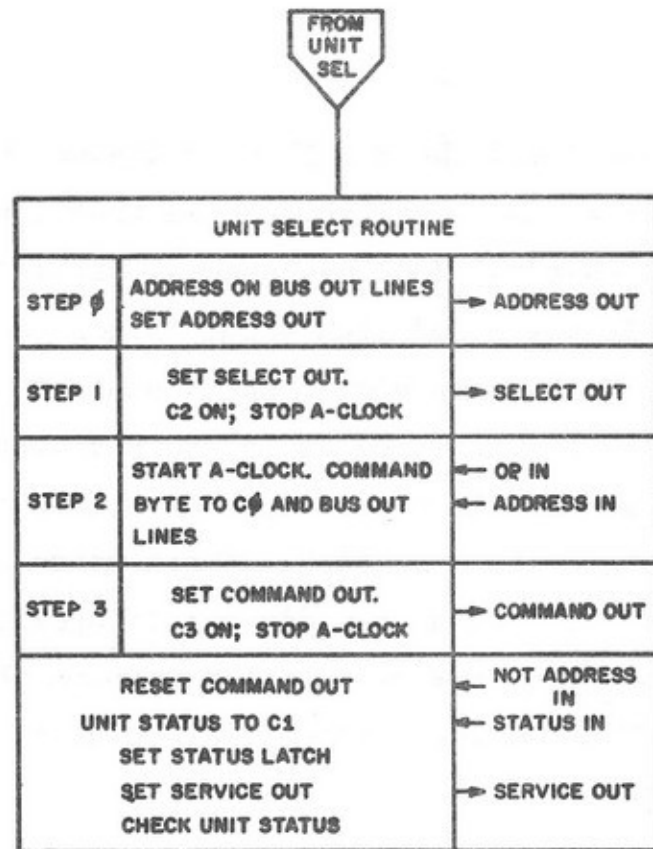 FROM
UNIT
SEL
UNIT SELECT ROUTINE
STEP ∅
ADDRESS ON BUS OUT LINES
SET ADDRESS OUT
ADDRESS OUT
STEP 1
SET SELECT OUT.
C2 ON; STOP A-CLOCK
SELECT OUT
STEP 2
START A-CLOCK. COMMAND
BYTE TO C∅ AND BUS OUT
LINES
OP IN
ADDRESS IN
STEP 3
SET COMMAND OUT.
C3 ON; STOP A-CLOCK
COMMAND OUT
RESET COMMAND OUT
NOT ADDRESS
IN
UNIT STATUS TO C1
STATUS IN
SET STATUS LATCH
SET SERVICE OUT
SERVICE OUT
CHECK UNIT STATUS